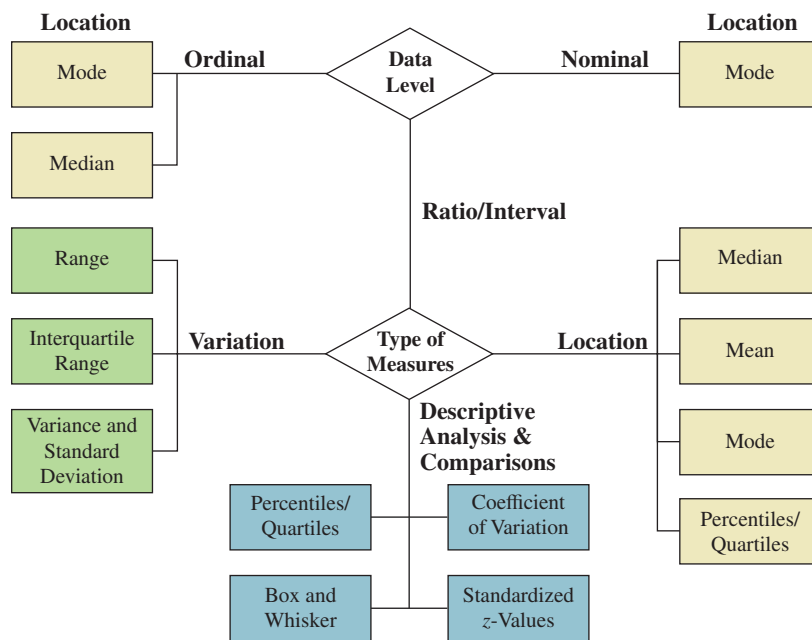 Location
Location
Mode
Ordinal
Data
Level
Nominal
Mode
Median
Ratio/Interval
Range
Median
Interquartile
Range
Variation
Type of
Measures
Location
Mean
Variance and
Standard
Deviation
Descriptive
Analysis &
Comparisons
Mode
Percentiles/
Quartiles
Coefficient
of Variation
Percentiles/
Quartiles
Box and
Whisker
Standardized
z-Values